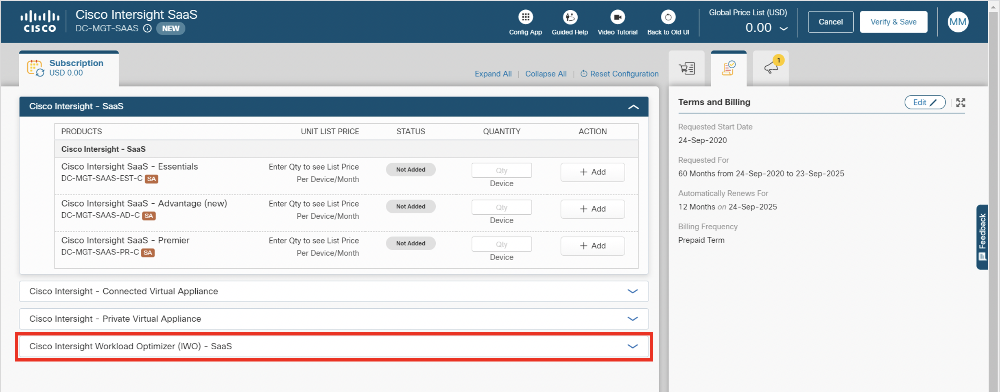 Cisco Intersight SaaS
DC-MGT-SAAS NEW
CISCO
Config App
Guided Help
Video Tutorial
Back to Old UI
Global Price List (USD)
0.00
Cancel
Verify & Save
MM
Subscription
USD 0.00
Expand All | Collapse All | Reset Configuration
1
Cisco Intersight - SaaS
PRODUCTS UNIT LIST PRICE STATUS QUANTITY ACTION
Cisco Intersight - SaaS
Cisco Intersight SaaS - Essentials Enter Qty to see List Price Not Added Qty + Add
DC-MGT-SAAS-EST-C SA Per Device/Month Device
Cisco Intersight SaaS - Advantage (new) Enter Qty to see List Price Not Added Qty + Add
DC-MGT-SAAS-AD-C SA Per Device/Month Device
Cisco Intersight SaaS - Premier Enter Qty to see List Price Not Added Qty + Add
DC-MGT-SAAS-PR-C SA Per Device/Month Device
Cisco Intersight - Connected Virtual Appliance
Cisco Intersight - Private Virtual Appliance
Cisco Intersight Workload Optimizer (IWO) - SaaS
Terms and Billing
Edit
Requested Start Date
24-Sep-2020
Requested For
60 Months from 24-Sep-2020 to 23-Sep-2025
Automatically Renews For
12 Months on 24-Sep-2025
Billing Frequency
Prepaid Term
Feedback